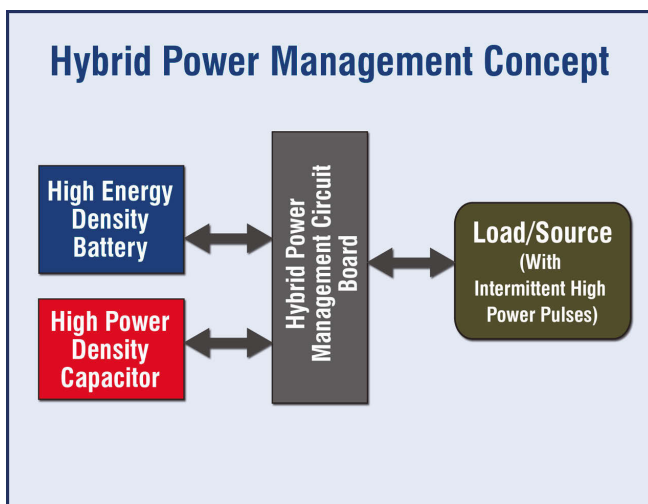 Hybrid Power Management Concept
High Energy
Density
Battery
High Power
Density
Capacitor
Hybrid Power
Management Circuit
Board
Load/Source
(With
Intermittent High
Power Pulses)